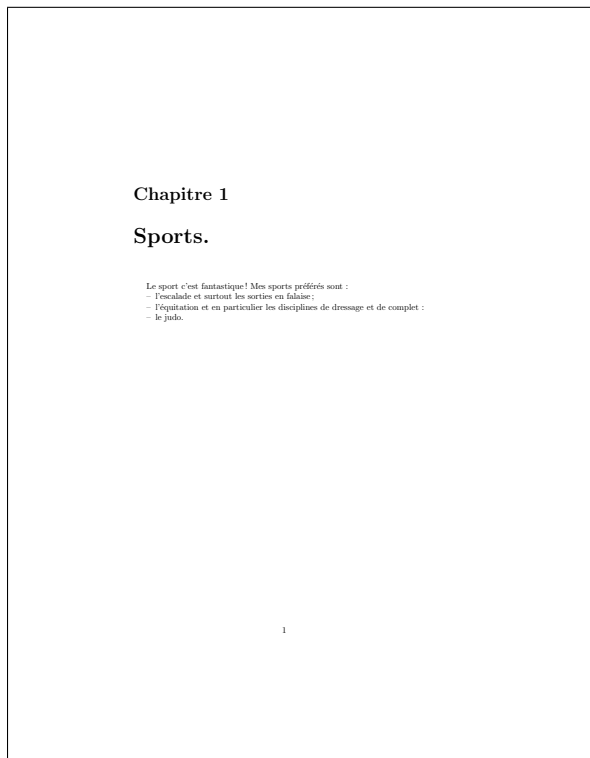 Chapitre 1
Sports.
Le sport c'est fantastique ! Mes sports préférés sont :
– l'escalade et surtout les sorties en falaise ;
– l'équitation et en particulier les disciplines de dressage et de complet :
– le judo.
1